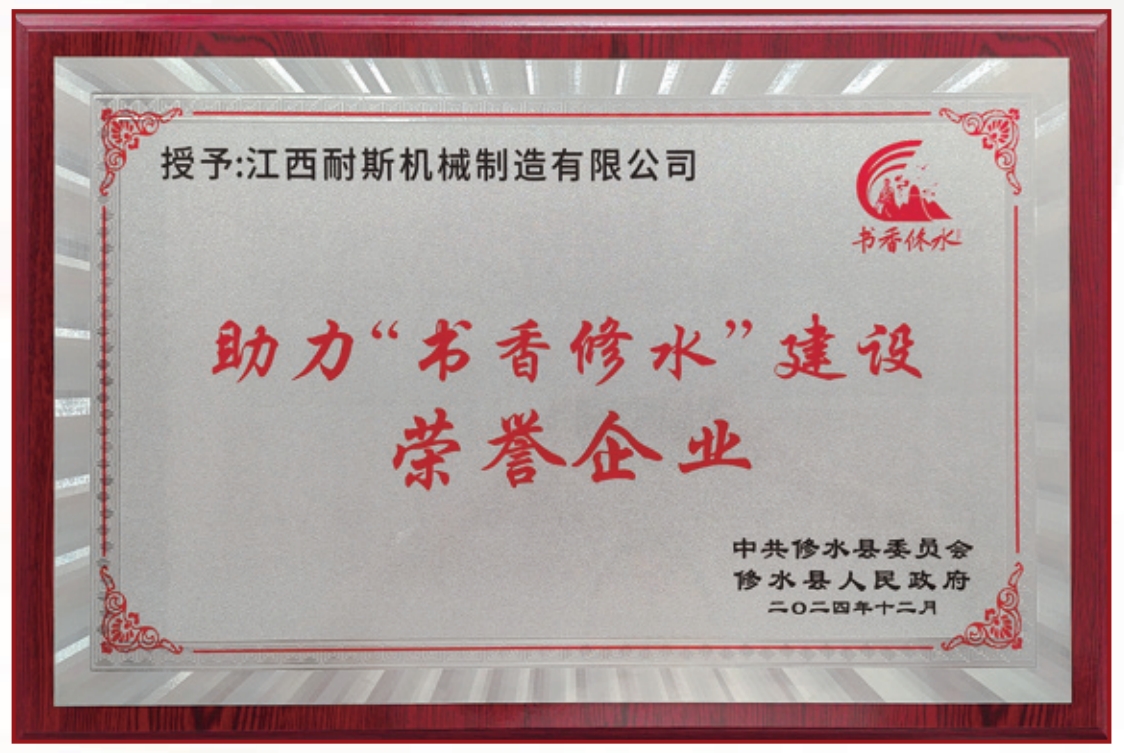 授予:江西耐斯机械制造有限公司
书香修水
助力“书香修水”建设
荣誉企业
中共修水县委员会
修水县人民政府
二〇二四年十二月